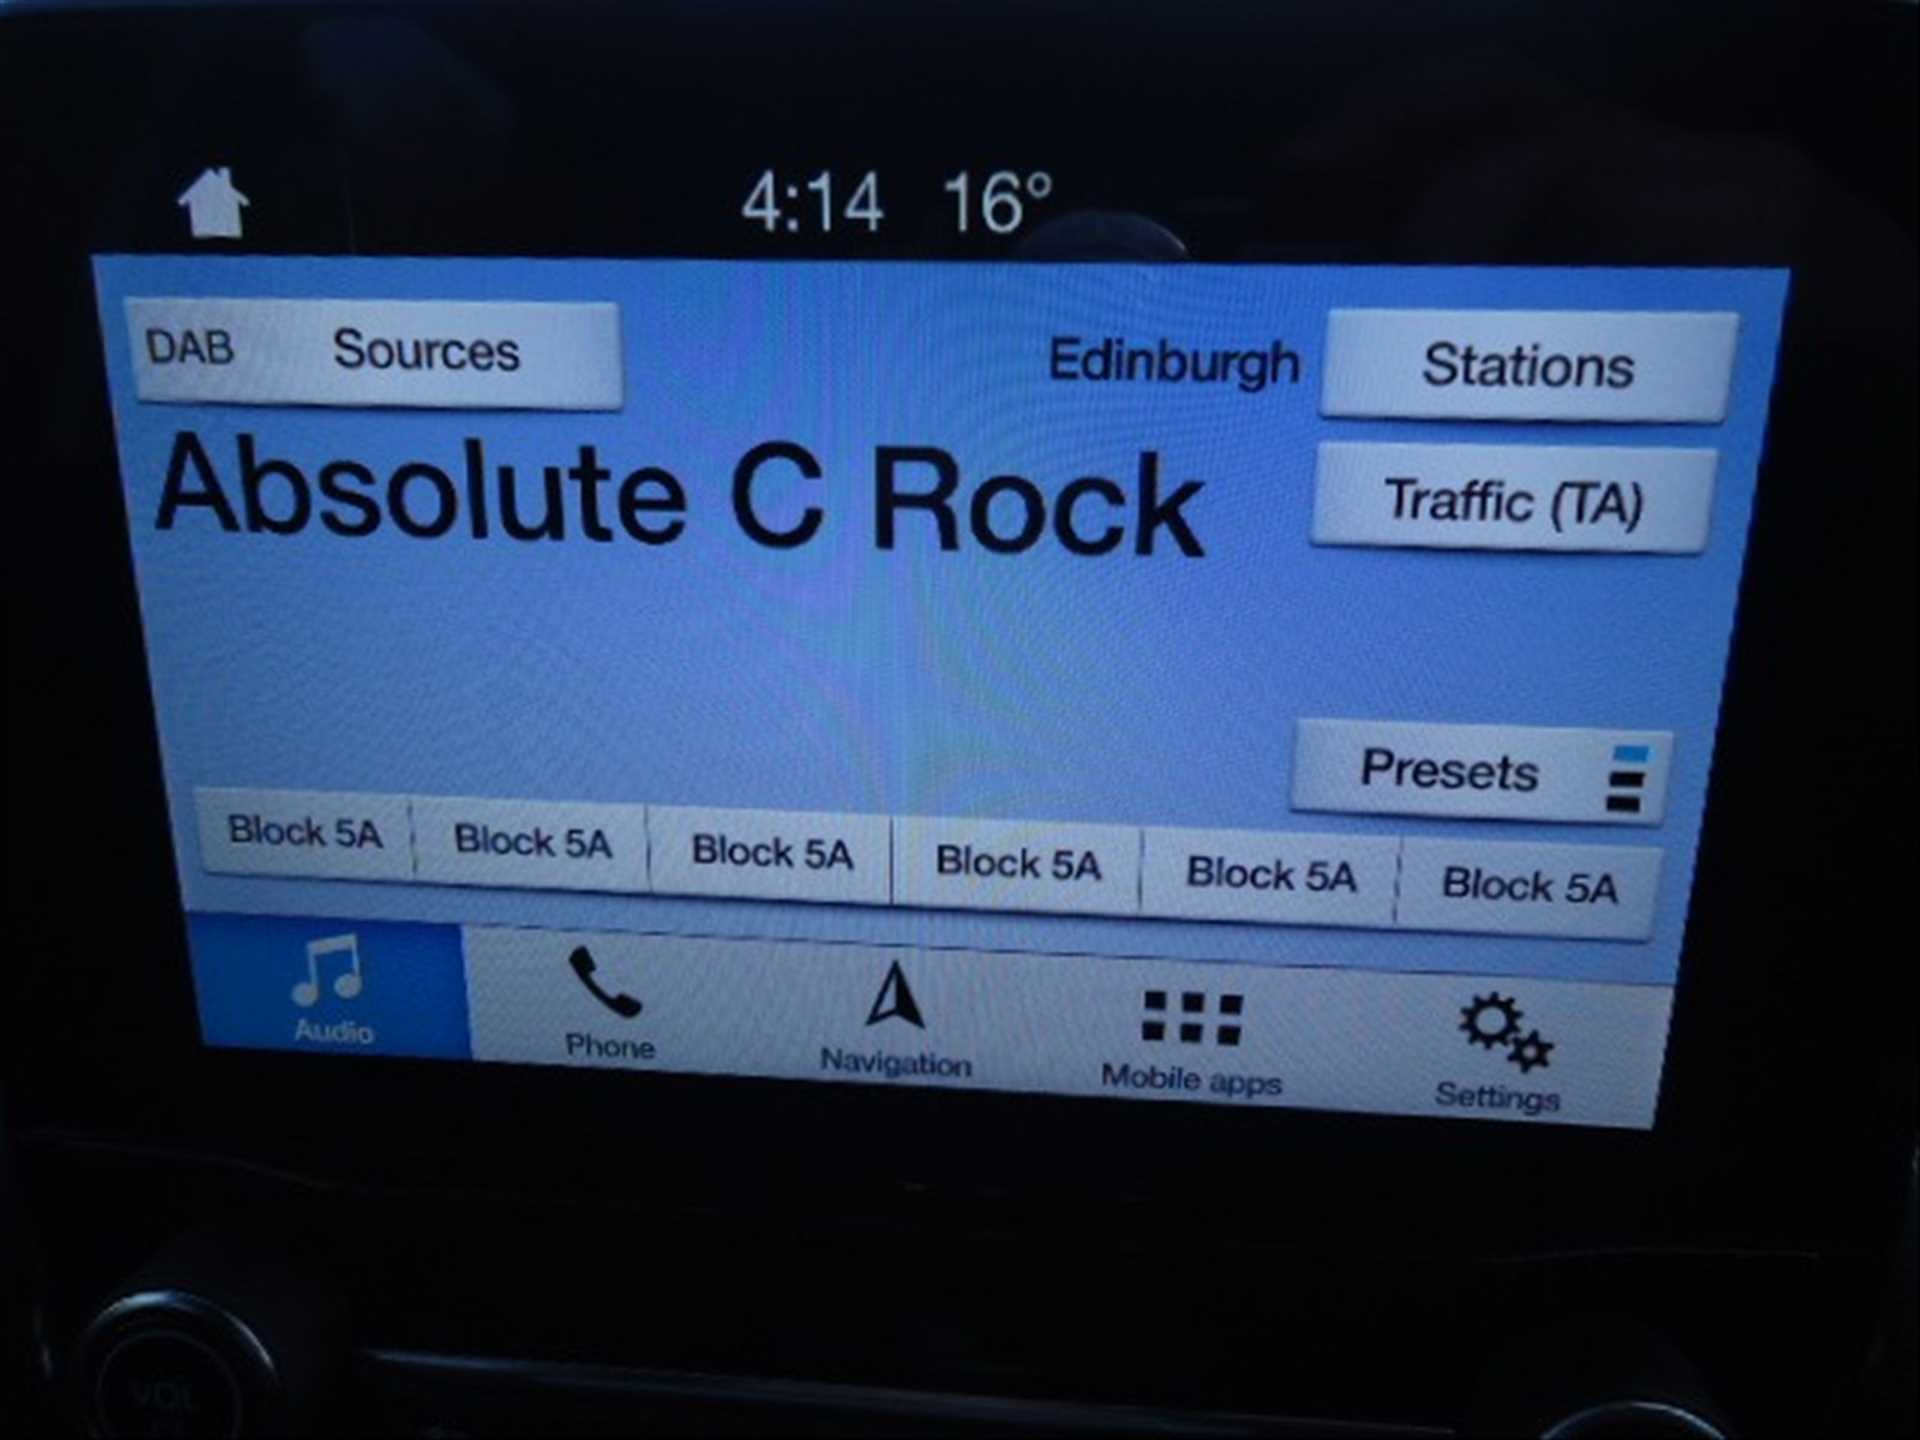 4:14 16°
DAB Sources Edinburgh Stations
Absolute C Rock
Traffic (TA)
Presets
Block 5A Block 5A Block 5A Block 5A Block 5A Block 5A
Audio Phone Navigation Mobile apps Settings
VOL